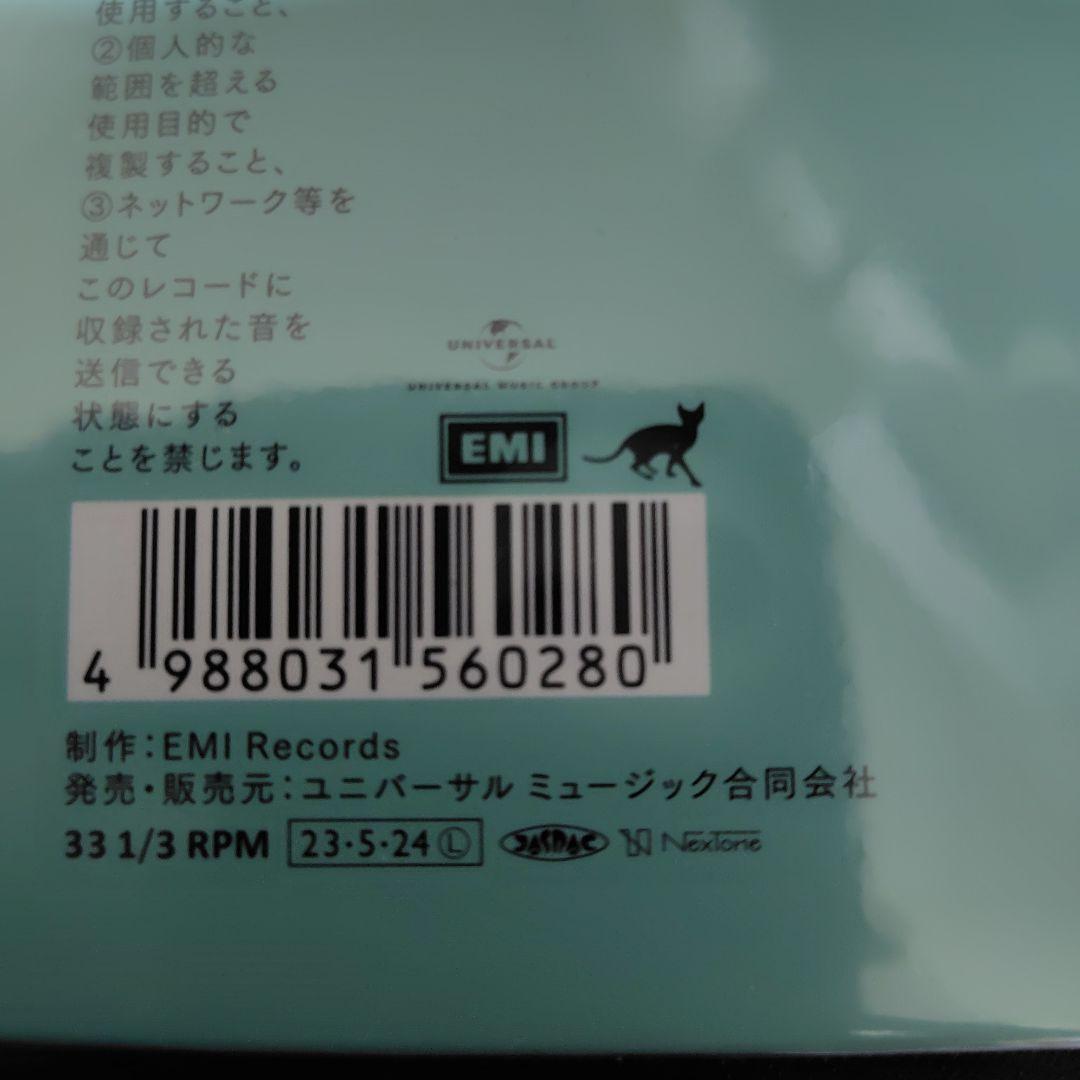 使用すること、
②個人的な
範囲を超える
使用目的で
複製すること、
③ネットワーク等を
通じて
このレコードに
収録された音を
送信できる
状態にする
ことを禁じます。
UNIVERSAL
UNIVERSAL MUSIC GROUP
EMI
4 988031 560280
制作：EMI Records
発売・販売元：ユニバーサル ミュージック合同会社
33 1/3 RPM 23・5・24 Ⓛ JASRAC NexTone